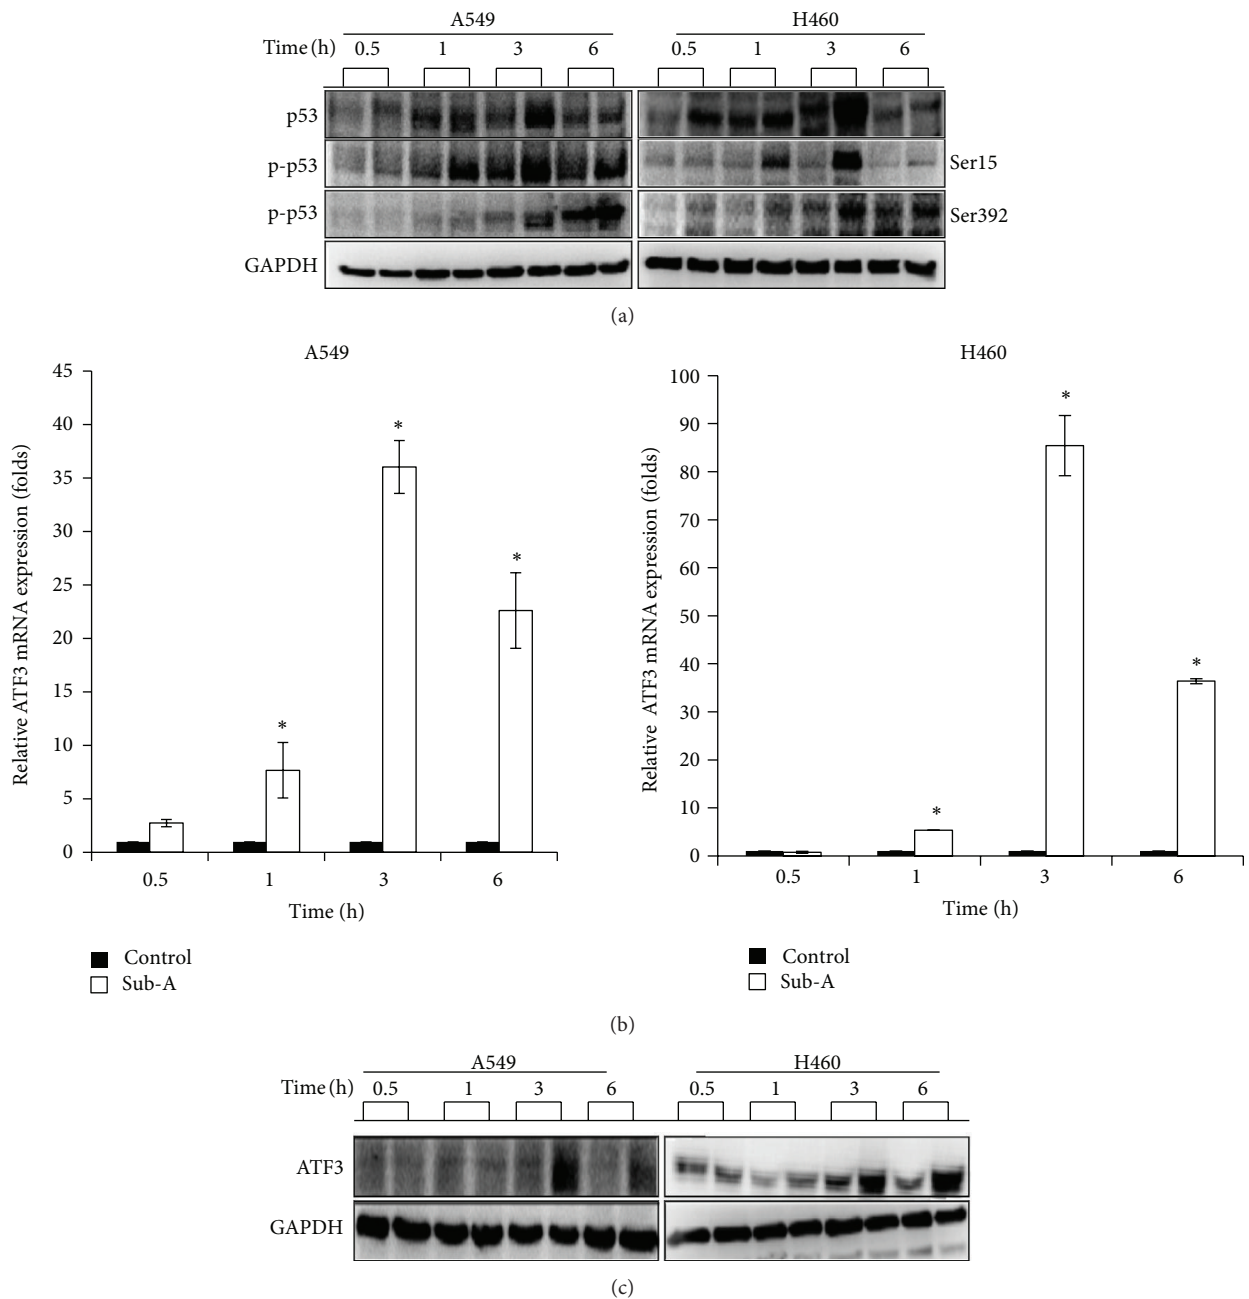 A549 H460
Time (h) 0.5 1 3 6 0.5 1 3 6
p53
p-p53 Ser15
p-p53 Ser392
GAPDH
(a)
A549
45
40
35
30
25
20
15
10
5
0
Relative ATF3 mRNA expression (folds)
* * *
0.5 1 3 6
Time (h)
Control
Sub-A
H460
100
90
80
70
60
50
40
30
20
10
0
Relative ATF3 mRNA expression (folds)
* * *
0.5 1 3 6
Time (h)
Control
Sub-A
(b)
A549 H460
Time (h) 0.5 1 3 6 0.5 1 3 6
ATF3
GAPDH
(c)